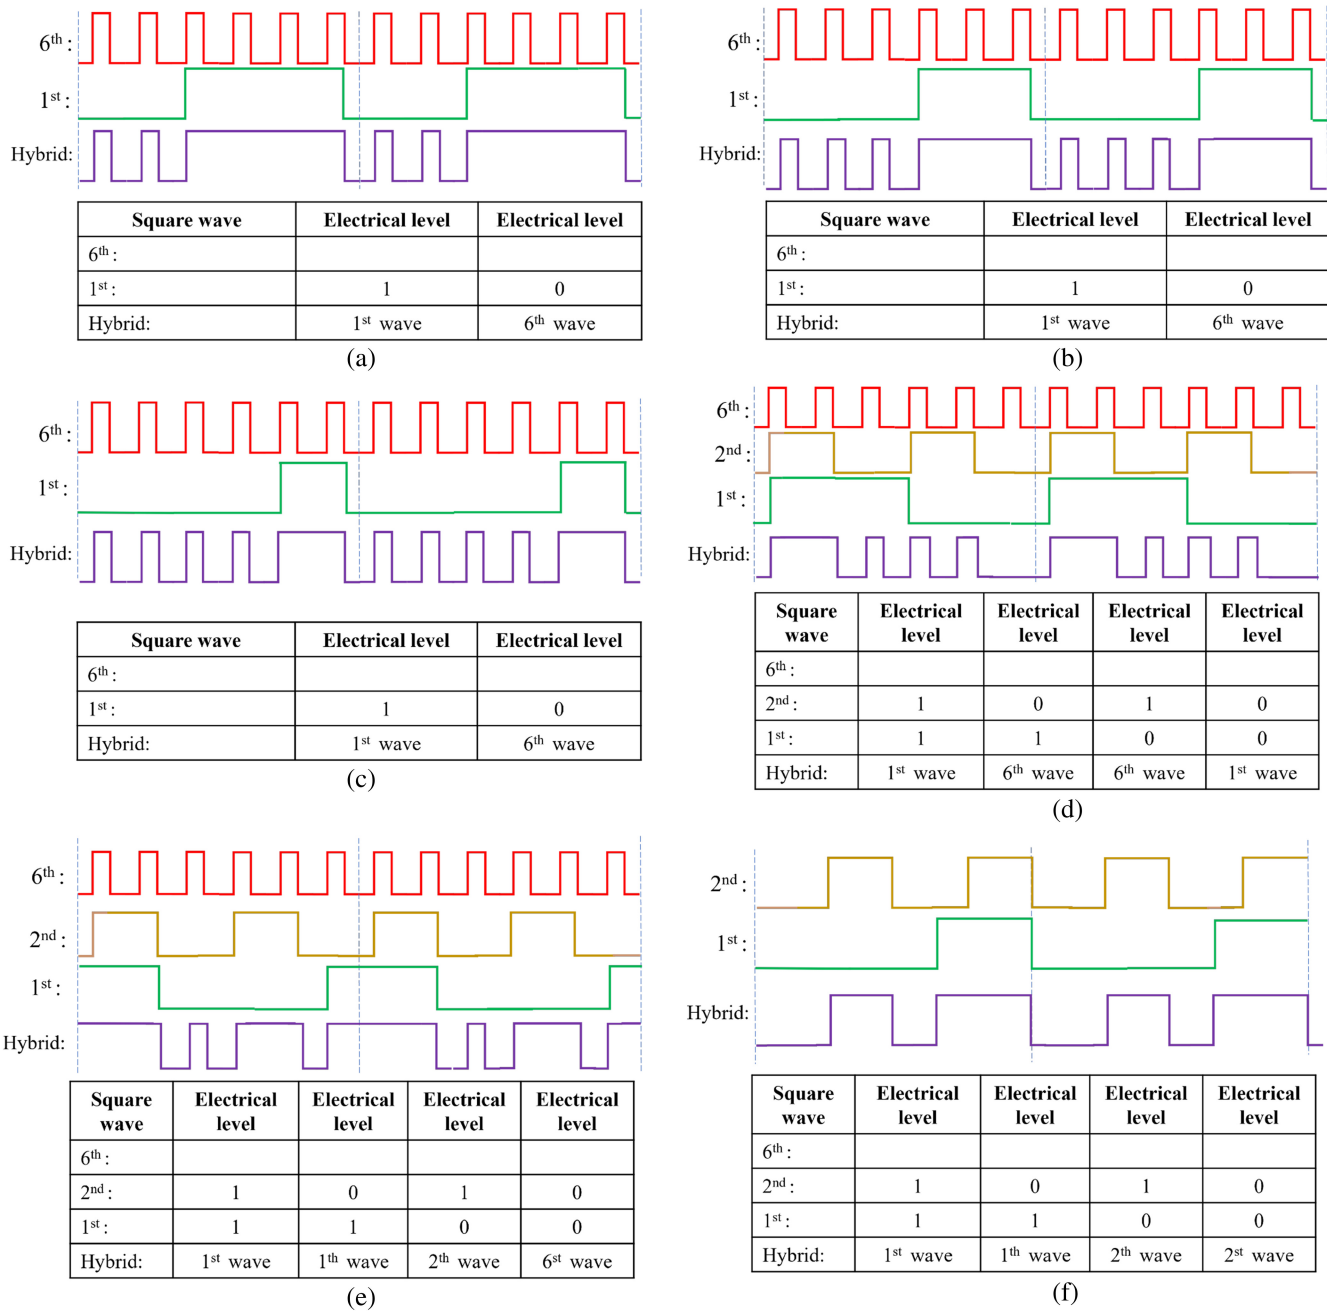 6th :
1st :
Hybrid:
Square wave Electrical level Electrical level
6th :
1st : 1 0
Hybrid: 1st wave 6th wave
(a)
6th :
1st :
Hybrid:
Square wave Electrical level Electrical level
6th :
1st : 1 0
Hybrid: 1st wave 6th wave
(b)
6th :
1st :
Hybrid:
Square wave Electrical level Electrical level
6th :
1st : 1 0
Hybrid: 1st wave 6th wave
(c)
6th :
2nd :
1st :
Hybrid:
Square Electrical Electrical Electrical Electrical
wave level level level level
6th :
2nd : 1 0 1 0
1st : 1 1 0 0
Hybrid: 1st wave 6th wave 6th wave 1st wave
(d)
6th :
2nd :
1st :
Hybrid:
Square Electrical Electrical Electrical Electrical
wave level level level level
6th :
2nd : 1 0 1 0
1st : 1 1 0 0
Hybrid: 1st wave 1th wave 2th wave 6st wave
(e)
2nd :
1st :
Hybrid:
Square Electrical Electrical Electrical Electrical
wave level level level level
6th :
2nd : 1 0 1 0
1st : 1 1 0 0
Hybrid: 1st wave 1th wave 2th wave 2st wave
(f)